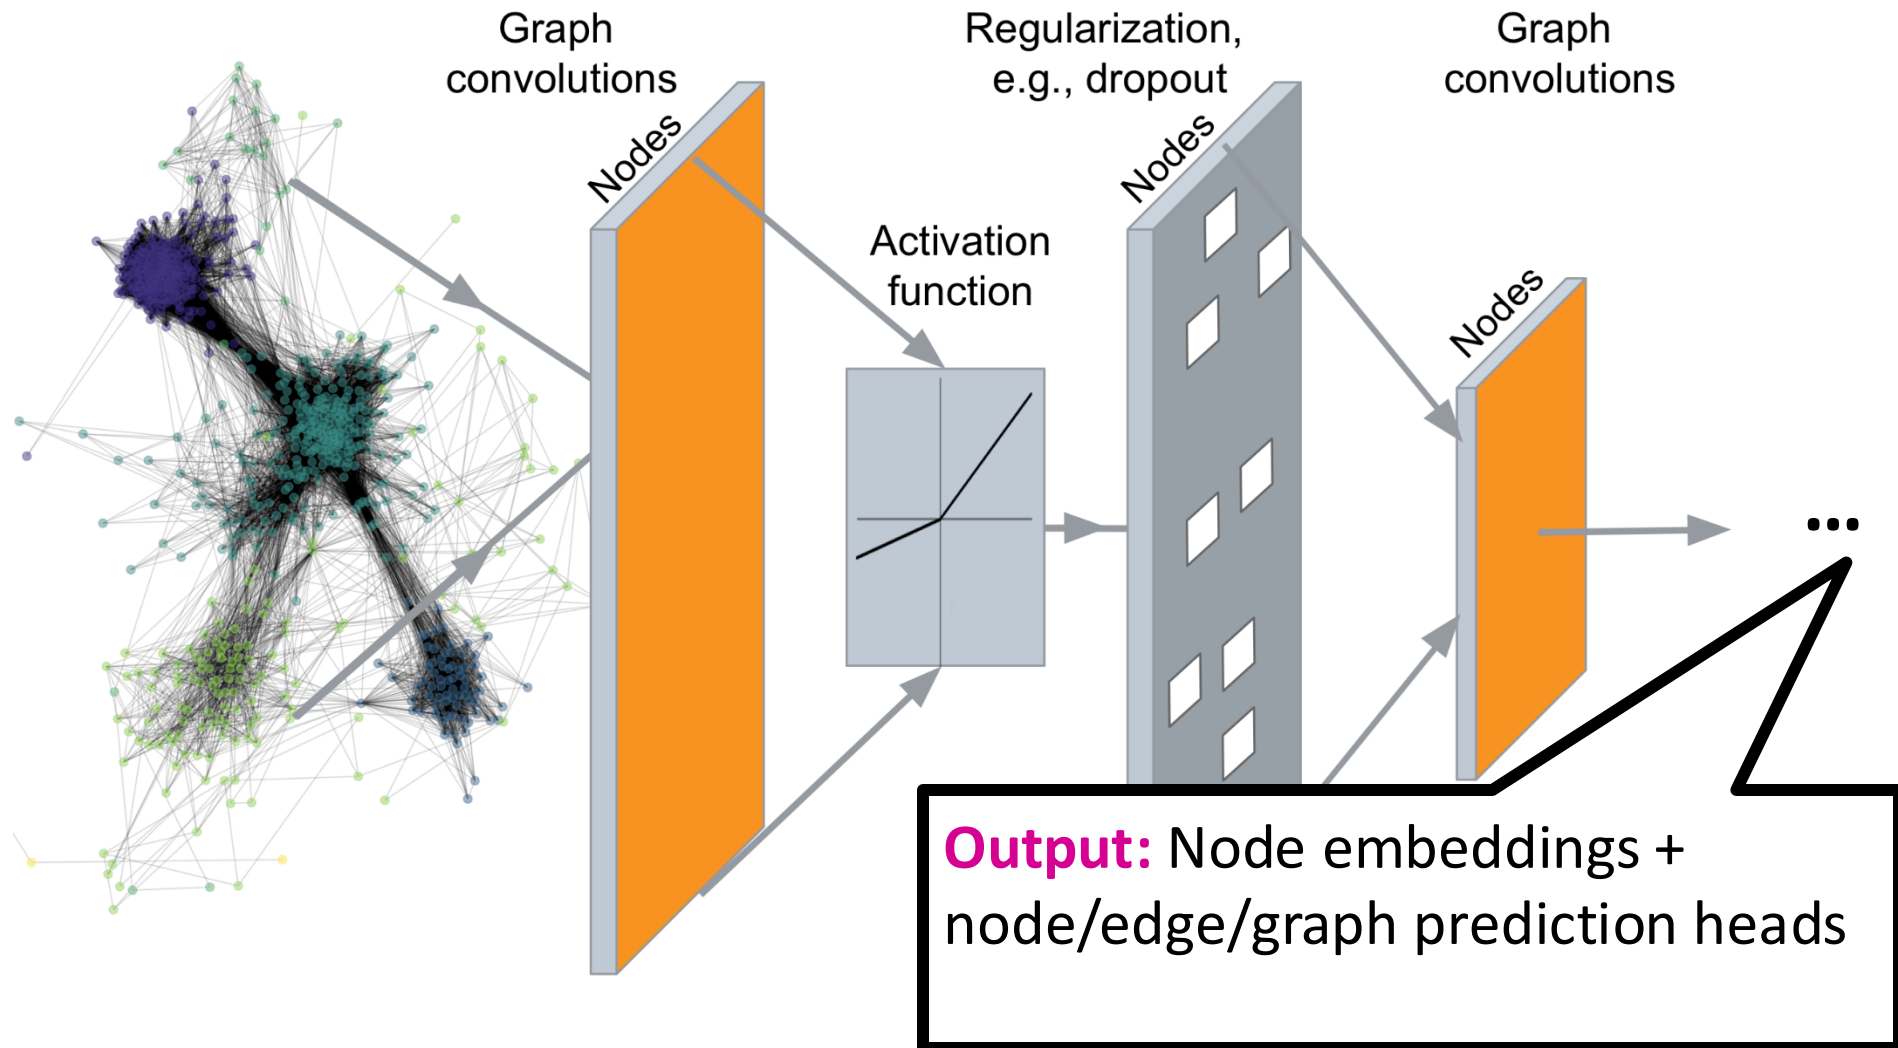 Graph
convolutions
Regularization,
e.g., dropout
Graph
convolutions
Nodes
Nodes
Activation
function
Nodes
...
Output: Node embeddings +
node/edge/graph prediction heads